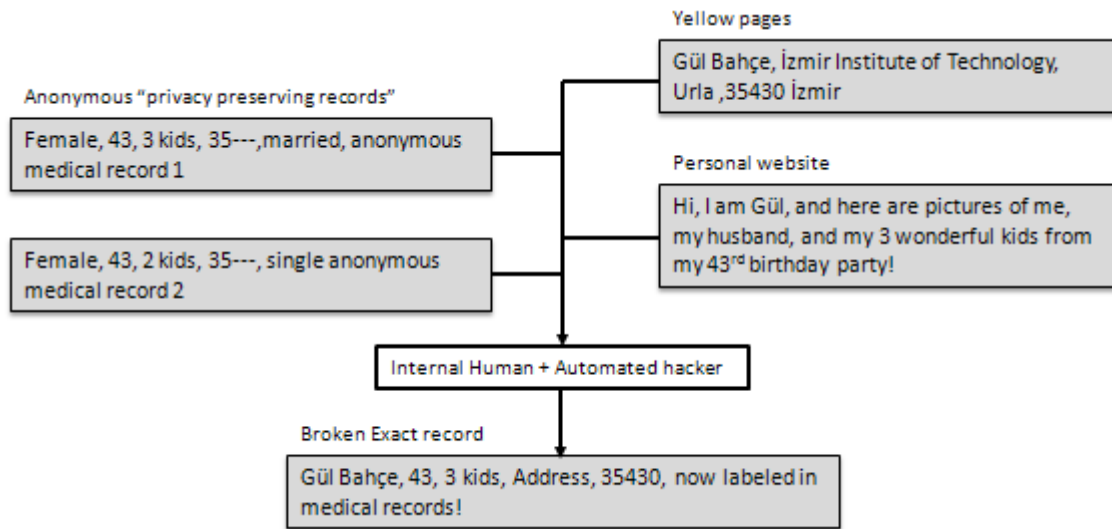 Yellow pages
Gül Bahçe, İzmir Institute of Technology,
Urla ,35430 İzmir
Anonymous “privacy preserving records”
Female, 43, 3 kids, 35---,married, anonymous
medical record 1
Personal website
Hi, I am Gül, and here are pictures of me,
my husband, and my 3 wonderful kids from
my 43rd birthday party!
Female, 43, 2 kids, 35---, single anonymous
medical record 2
Internal Human + Automated hacker
Broken Exact record
Gül Bahçe, 43, 3 kids, Address, 35430, now labeled in
medical records!